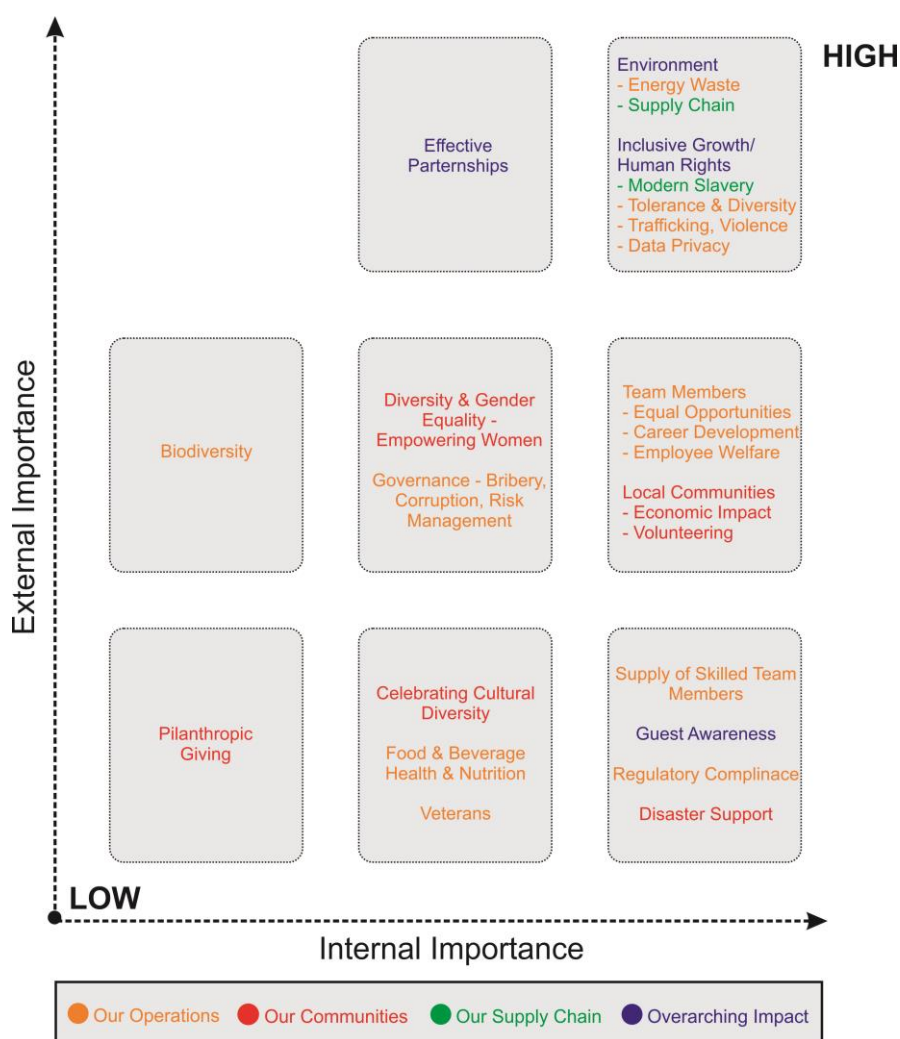 HIGH
Effective
Parternships
Environment
- Energy Waste
- Supply Chain
Inclusive Growth/
Human Rights
- Modern Slavery
- Tolerance & Diversity
- Trafficking, Violence
- Data Privacy
External Importance
Biodiversity
Diversity & Gender
Equality -
Empowering Women
Governance - Bribery,
Corruption, Risk
Management
Team Members
- Equal Opportunities
- Career Development
- Employee Welfare
Local Communities
- Economic Impact
- Volunteering
Pilanthropic
Giving
Celebrating Cultural
Diversity
Food & Beverage
Health & Nutrition
Veterans
Supply of Skilled Team
Members
Guest Awareness
Regulatory Complinace
Disaster Support
LOW
Internal Importance
Our Operations
Our Communities
Our Supply Chain
Overarching Impact